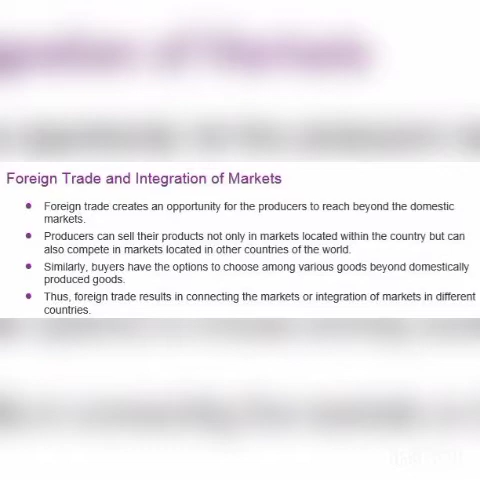 Foreign Trade and Integration of Markets
● Foreign trade creates an opportunity for the producers to reach beyond the domestic
markets.
● Producers can sell their products not only in markets located within the country but can
also compete in markets located in other countries of the world.
● Similarly, buyers have the options to choose among various goods beyond domestically
produced goods.
● Thus, foreign trade results in connecting the markets or integration of markets in different
countries.